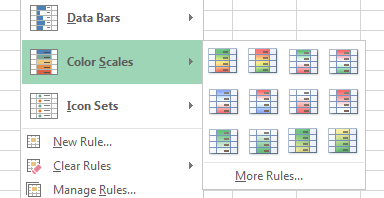 Data Bars
Color Scales
Icon Sets
New Rule...
Clear Rules
Manage Rules...
More Rules...